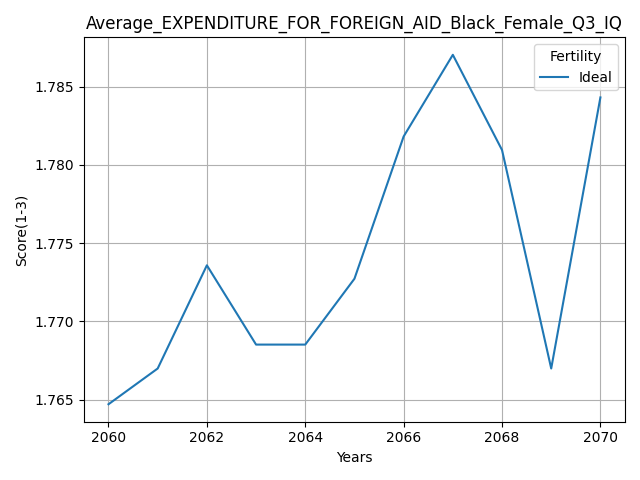 Average_EXPENDITURE_FOR_FOREIGN_AID_Black_Female_Q3_IQ
Fertility
Ideal
1.785
1.780
1.775
1.770
1.765
Score(1-3)
2060 2062 2064 2066 2068 2070
Years